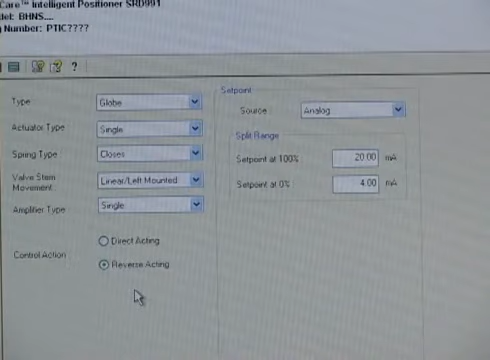 Care™ Intelligent Positioner SRD991
del: BHNS....
Number: PTIC????
?
Type
Globe
Actuator Type
Single
Spring Type
Closes
Valve Stem
Movement
Linear/Left Mounted
Amplifier Type
Single
Control Action
Direct Acting
Reverse Acting
Setpoint
Source
Analog
Split Range
Setpoint at 100%
20.00 mA
Setpoint at 0%
4.00 mA